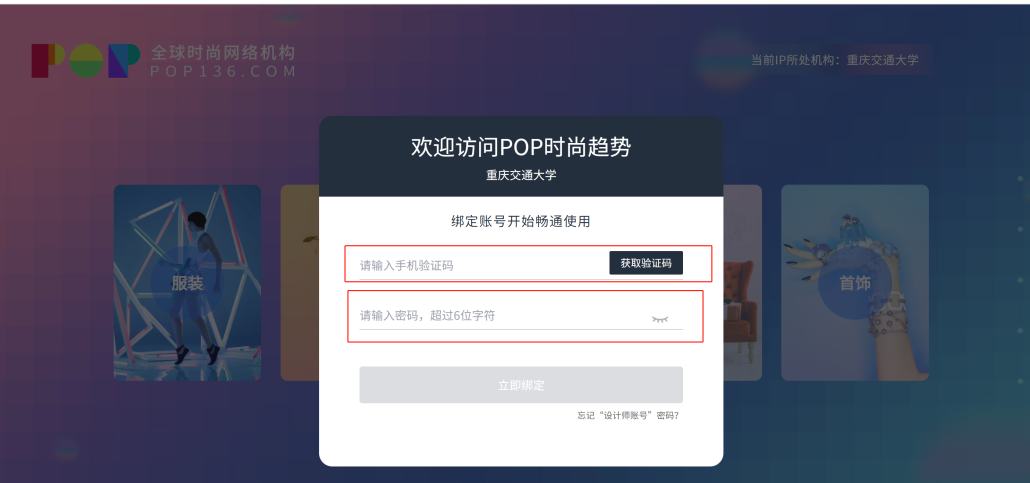 POP 全球时尚网络机构
POP136.COM
当前IP所处机构：重庆交通大学
欢迎访问POP时尚趋势
重庆交通大学
绑定账号开始畅通使用
请输入手机验证码 获取验证码
请输入密码，超过6位字符
服装
首饰
立即绑定
忘记“设计师账号”密码?